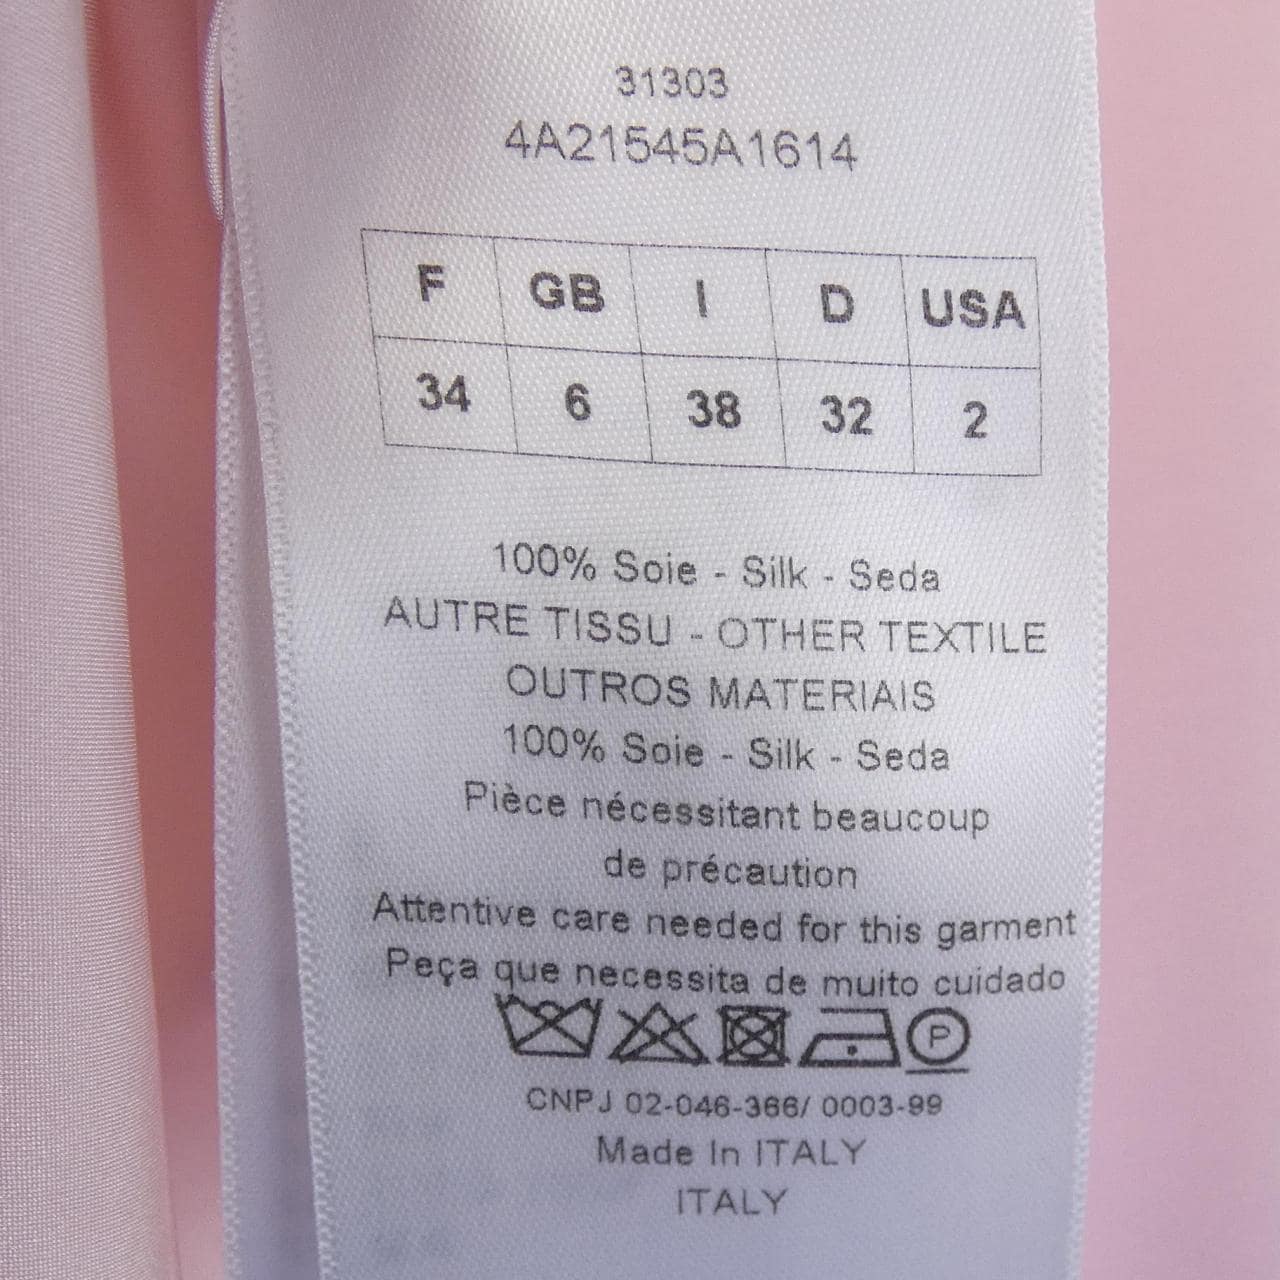 31303
4A21545A1614
F GB I D USA
34 6 38 32 2
100% Soie - Silk - Seda
AUTRE TISSU - OTHER TEXTILE
OUTROS MATERIAIS
100% Soie - Silk - Seda
Pièce nécessitant beaucoup
de précaution
Attentive care needed for this garment
Peça que necessita de muito cuidado
P
CNPJ 02-046-366/ 0003-99
Made In ITALY
ITALY